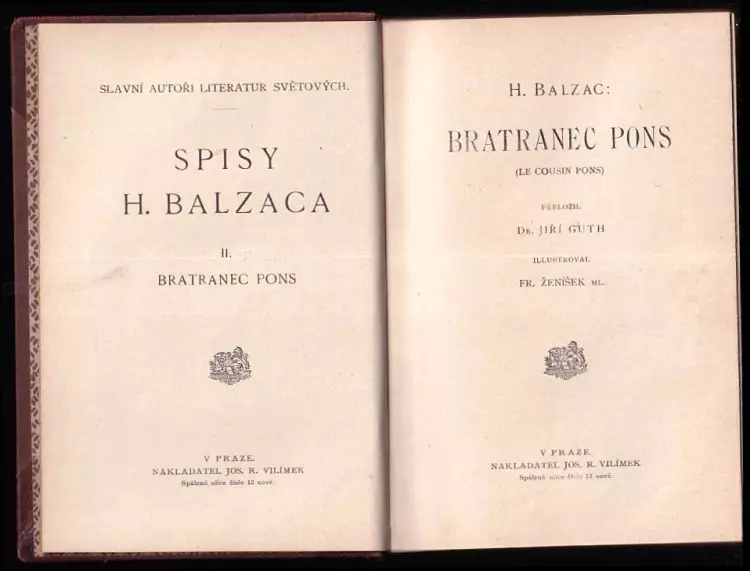 SLAVNÍ AUTOŘI LITERATUR SVĚTOVÝCH.
SPISY
H. BALZACA
II.
BRATRANEC PONS
V PRAZE.
NAKLADATEL JOS. R. VILÍMEK
Spálená ulice číslo 13 nové.
H. BALZAC:
BRATRANEC PONS
(LE COUSIN PONS)
PŘELOŽIL
DR. JIŘÍ GUTH
ILLUSTROVAL
FR. ŽENÍŠEK ML.
V PRAZE.
NAKLADATEL JOS. R. VILÍMEK
Spálená ulice číslo 13 nové.